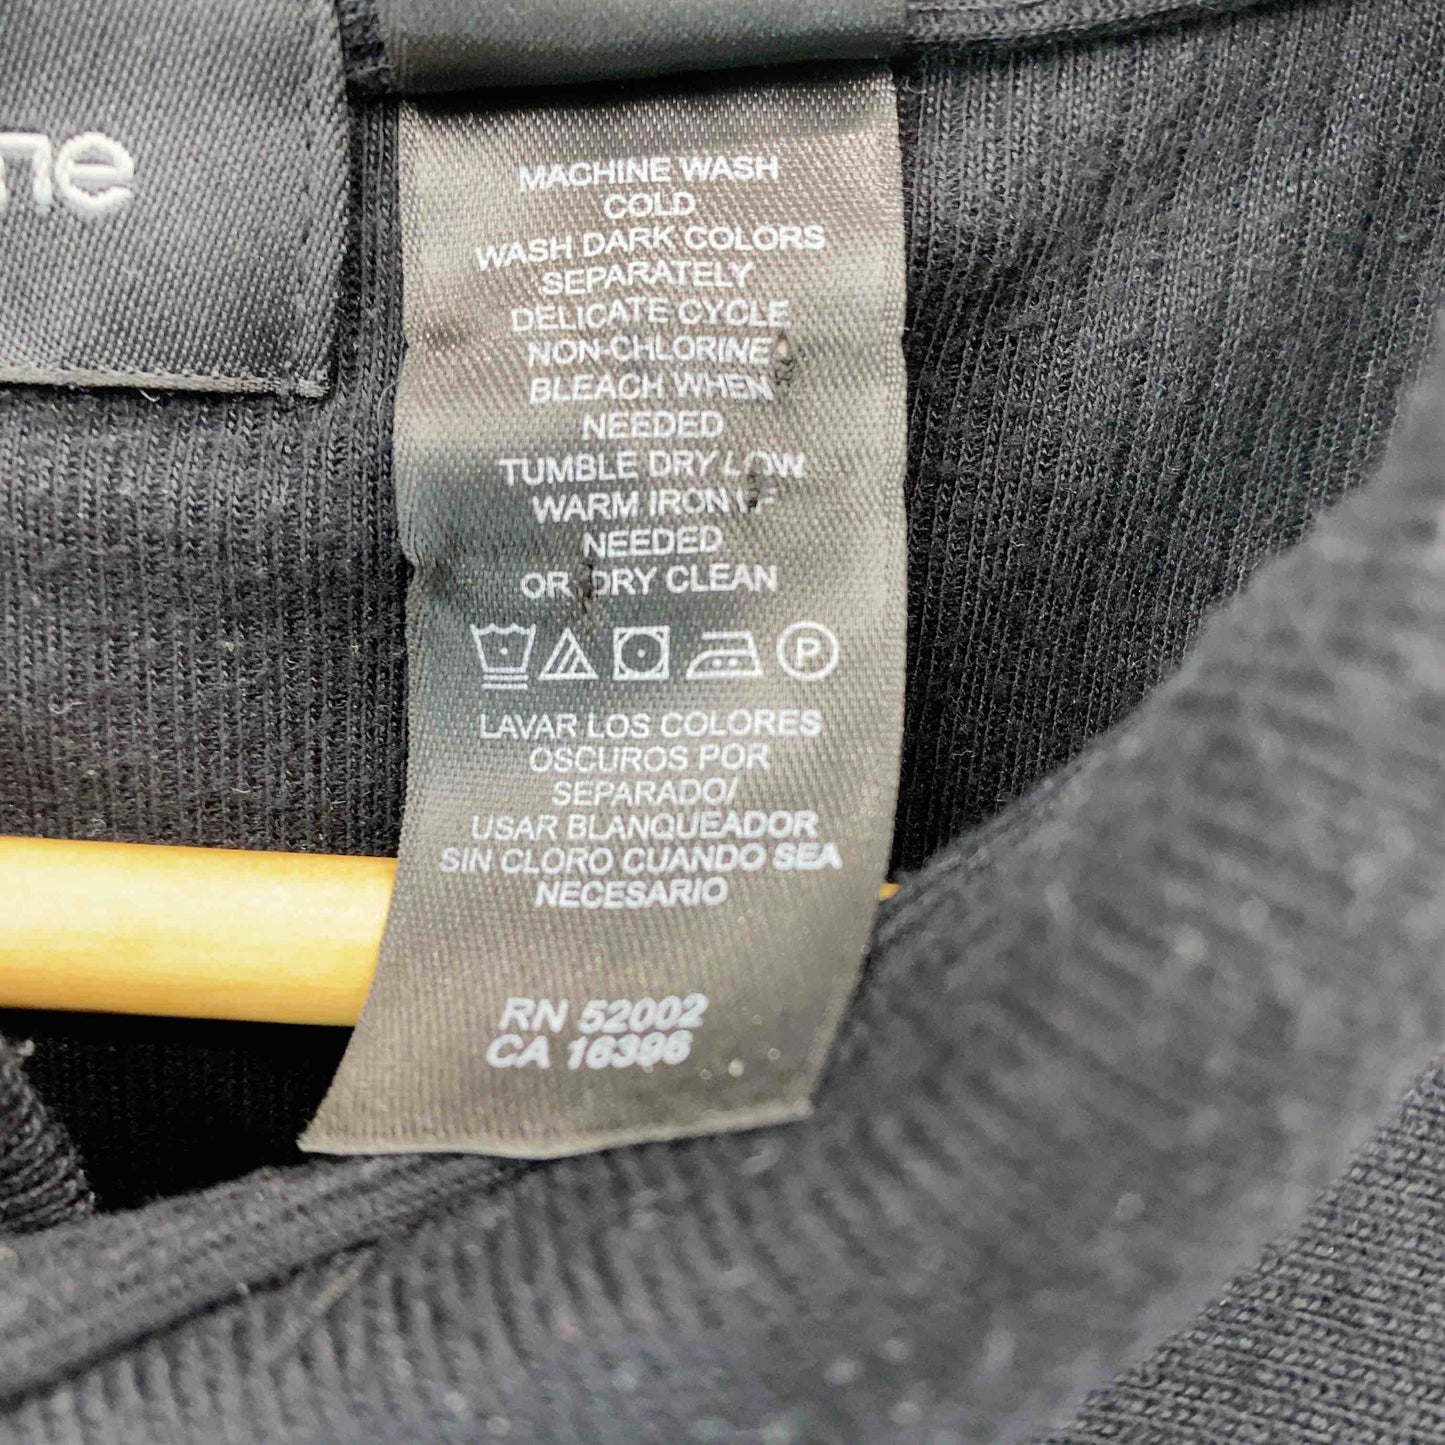 MACHINE WASH
COLD
WASH DARK COLORS
SEPARATELY
DELICATE CYCLE
NON-CHLORINE
BLEACH WHEN
NEEDED
TUMBLE DRY LOW
WARM IRON IF
NEEDED
OR DRY CLEAN
P
LAVAR LOS COLORES
OSCUROS POR
SEPARADO/
USAR BLANQUEADOR
SIN CLORO CUANDO SEA
NECESARIO
RN 52002
CA 16396